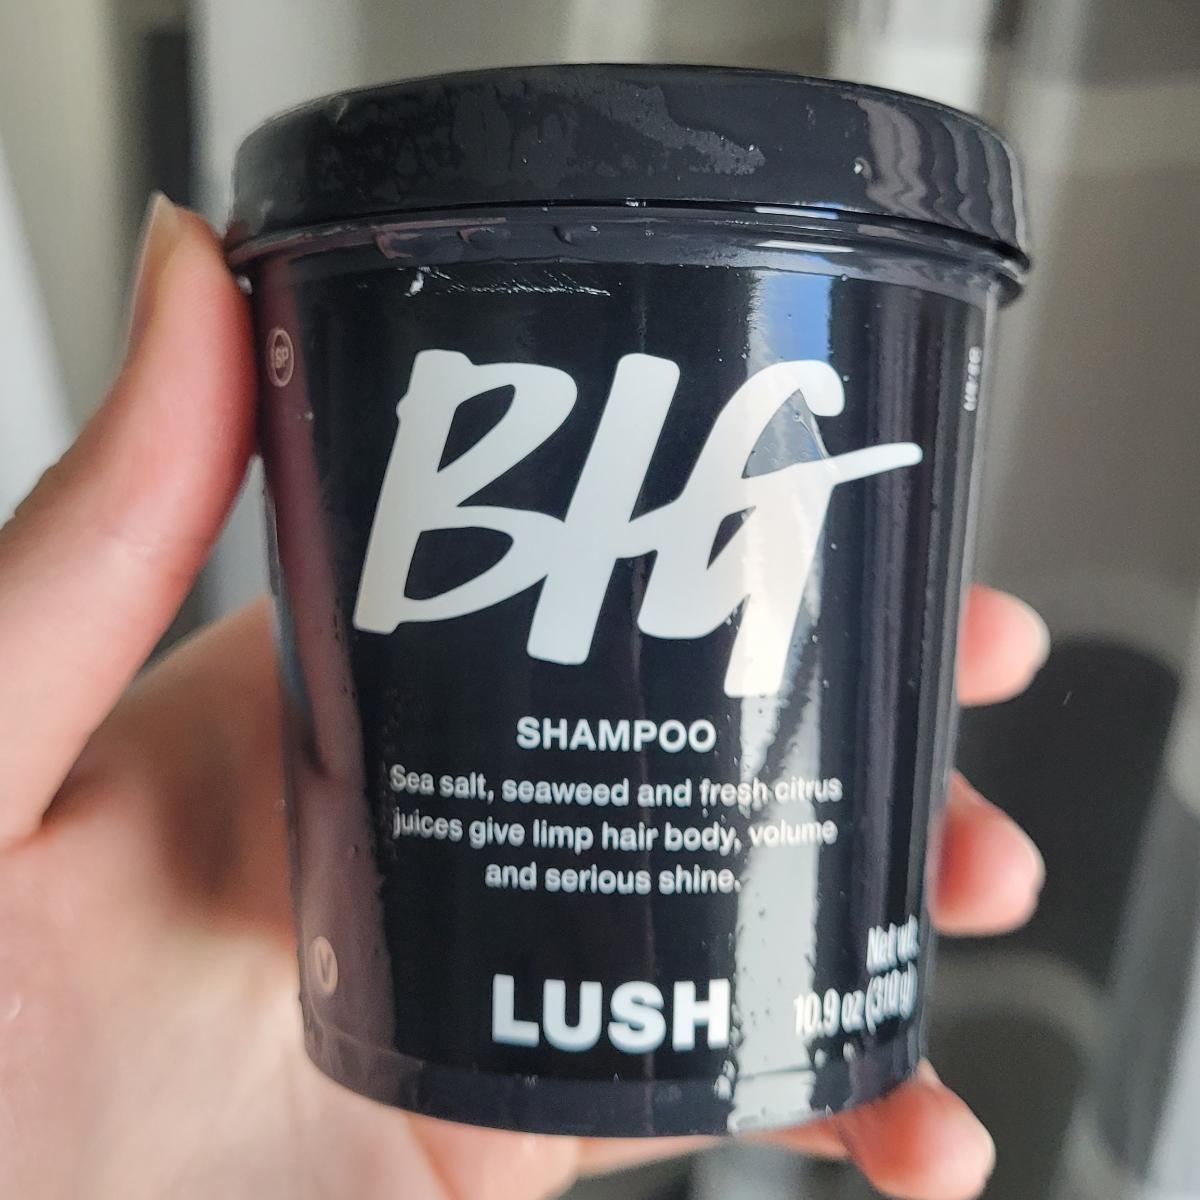 BIG
SHAMPOO
Sea salt, seaweed and fresh citrus
juices give limp hair body, volume
and serious shine.
LUSH
Net wt.
10.9 oz (310 g)
V